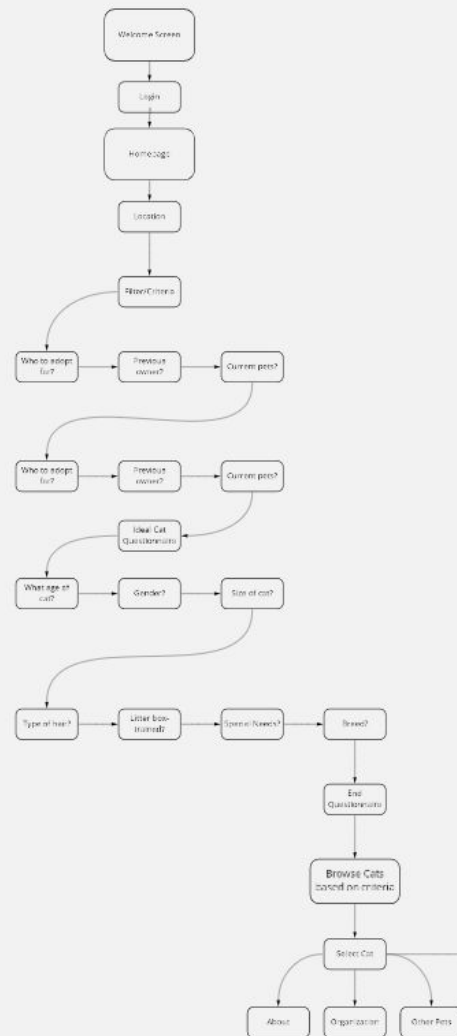 Welcome Screen
Login
Homepage
Location
Filter/Criteria
Who to adopt
for?
Previous
owner?
Current pets?
Who to adopt
for?
Previous
owner?
Current pets?
Ideal Cat
Questionnaire
What age of
cat?
Gender?
Size of cat?
Type of hair?
Litter box-
trained?
Special Needs?
Breed?
End
Questionnaire
Browse Cats
based on criteria
Select Cat
About
Organization
Other Pets